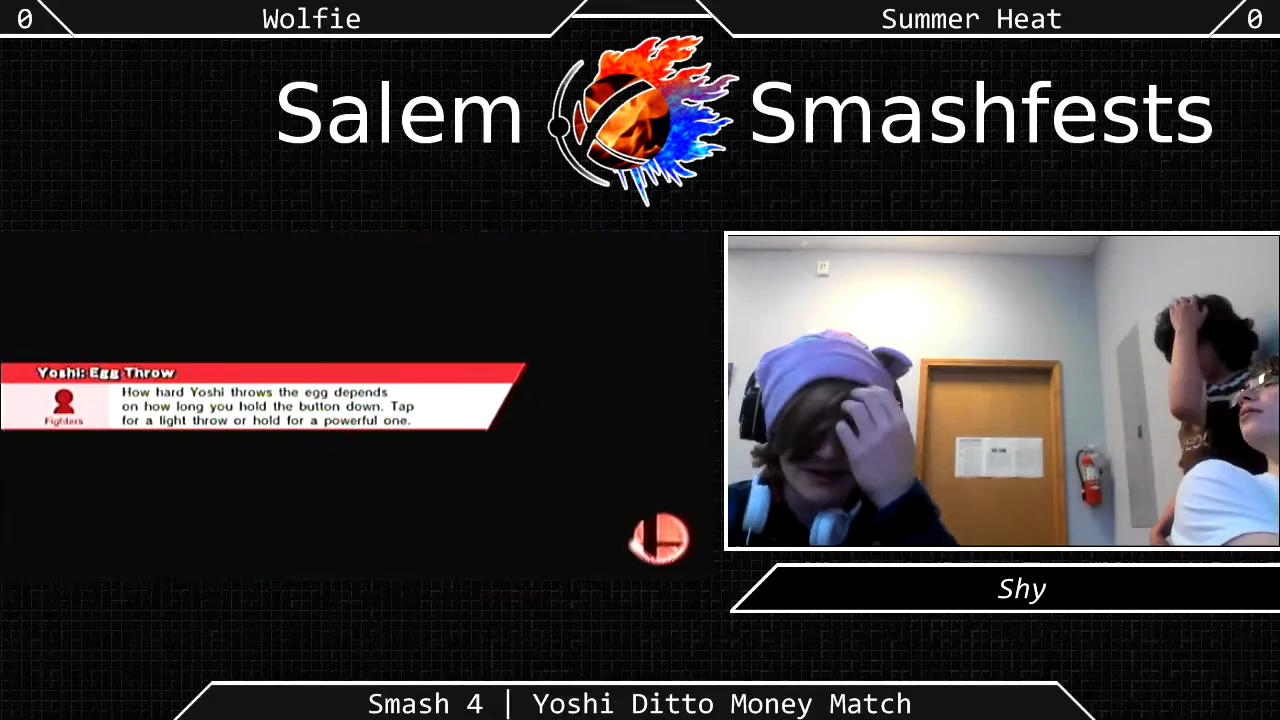 0 Wolfie Summer Heat 0
Salem Smashfests
Yoshi: Egg Throw
How hard Yoshi throws the egg depends
on how long you hold the button down. Tap
for a light throw or hold for a powerful one.
Fighters
Shy
Smash 4 | Yoshi Ditto Money Match